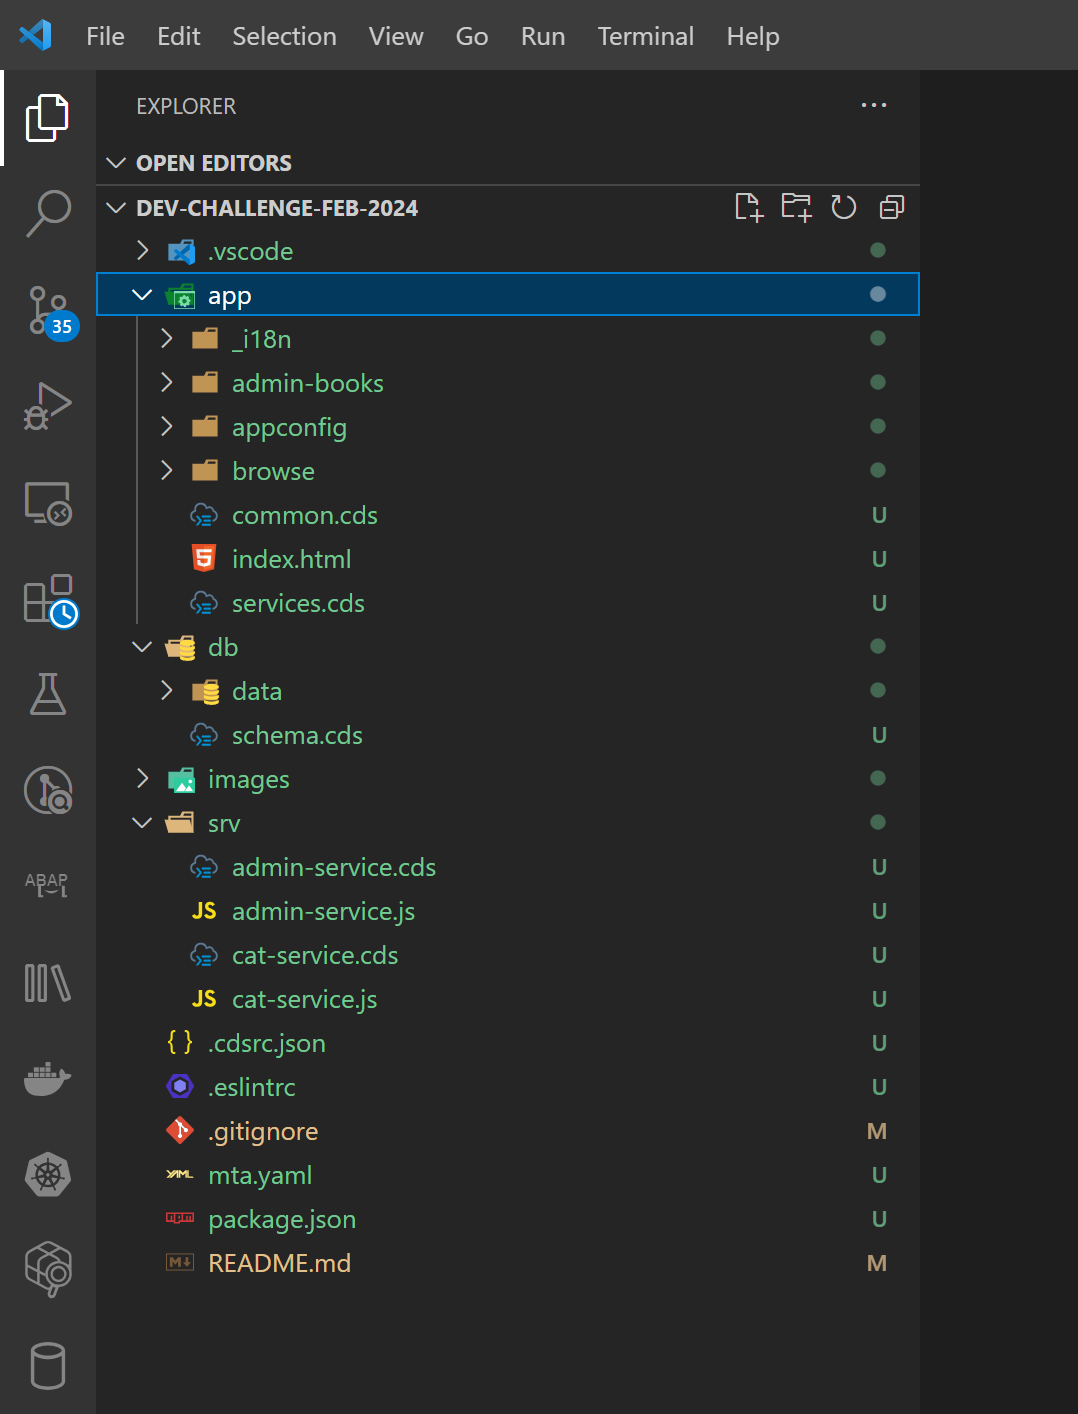 File Edit Selection View Go Run Terminal Help
EXPLORER
OPEN EDITORS
DEV-CHALLENGE-FEB-2024
.vscode
app
_i18n
admin-books
appconfig
browse
35
common.cds U
index.html U
services.cds U
db
data
schema.cds U
images
srv
ABAP
admin-service.cds U
JS admin-service.js U
cat-service.cds U
JS cat-service.js U
{ } .cdsrc.json U
.eslintrc U
.gitignore M
YAML mta.yaml U
npm package.json U
M README.md M